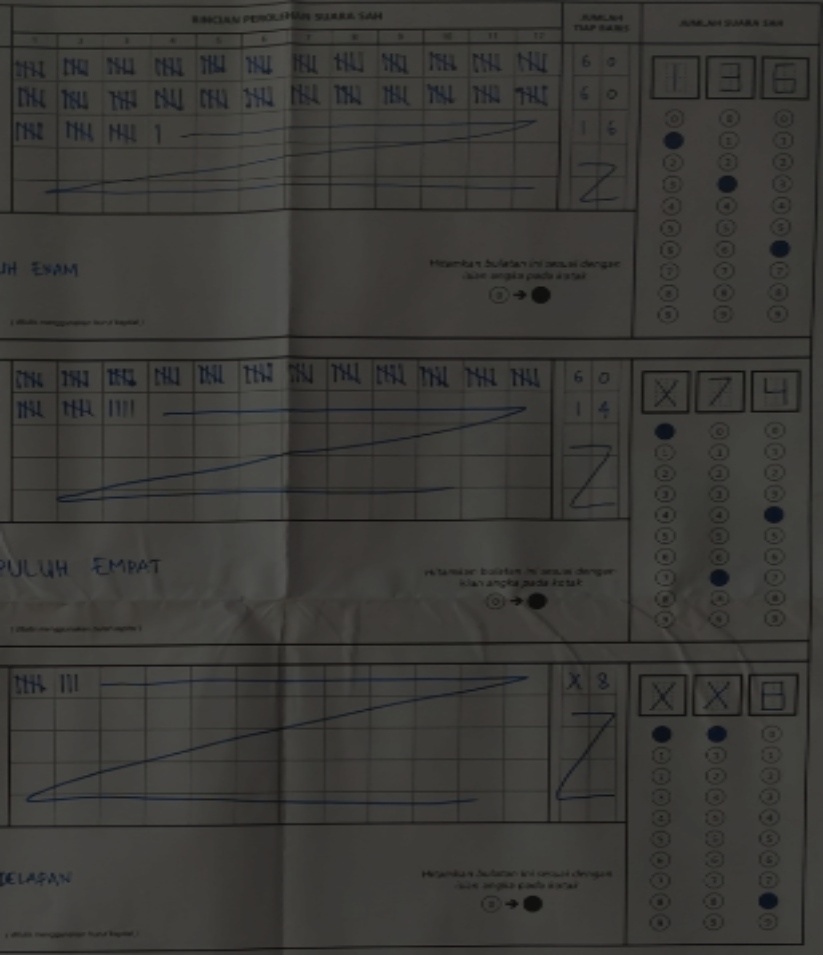 RINCIAN PEROLEHAN SUARA SAH
JUMLAH TIAP BARIS
JUMLAH SUARA SAH
1 2 3 4 5 6 7 8 9 10 11 12
6 0
6 0
1 6
1 3 6
UH ENAM
Hitamkan bulatan ini sesuai dengan
isian angka pada kotak
(Ditulis menggunakan huruf kapital)
6 0
1 4
X 7 4
PULUH EMPAT
Hitamkan bulatan ini sesuai dengan
isian angka pada kotak
(Ditulis menggunakan huruf kapital)
X 8
X X 8
DELAPAN
Hitamkan bulatan ini sesuai dengan
isian angka pada kotak
(Ditulis menggunakan huruf kapital)